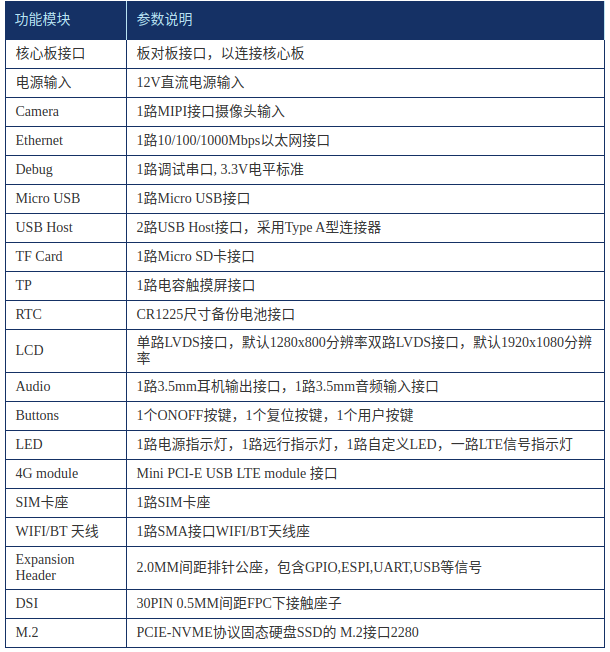 功能模块 参数说明
核心板接口 板对板接口，以连接核心板
电源输入 12V直流电源输入
Camera 1路MIPI接口摄像头输入
Ethernet 1路10/100/1000Mbps以太网接口
Debug 1路调试串口, 3.3V电平标准
Micro USB 1路Micro USB接口
USB Host 2路USB Host接口，采用Type A型连接器
TF Card 1路Micro SD卡接口
TP 1路电容触摸屏接口
RTC CR1225尺寸备份电池接口
LCD 单路LVDS接口，默认1280x800分辨率双路LVDS接口，默认1920x1080分辨
率
Audio 1路3.5mm耳机输出接口，1路3.5mm音频输入接口
Buttons 1个ONOFF按键，1个复位按键，1个用户按键
LED 1路电源指示灯，1路远行指示灯，1路自定义LED，一路LTE信号指示灯
4G module Mini PCI-E USB LTE module 接口
SIM卡座 1路SIM卡座
WIFI/BT 天线 1路SMA接口WIFI/BT天线座
Expansion
Header 2.0MM间距排针公座，包含GPIO,ESPI,UART,USB等信号
DSI 30PIN 0.5MM间距FPC下接触座子
M.2 PCIE-NVME协议固态硬盘SSD的 M.2接口2280